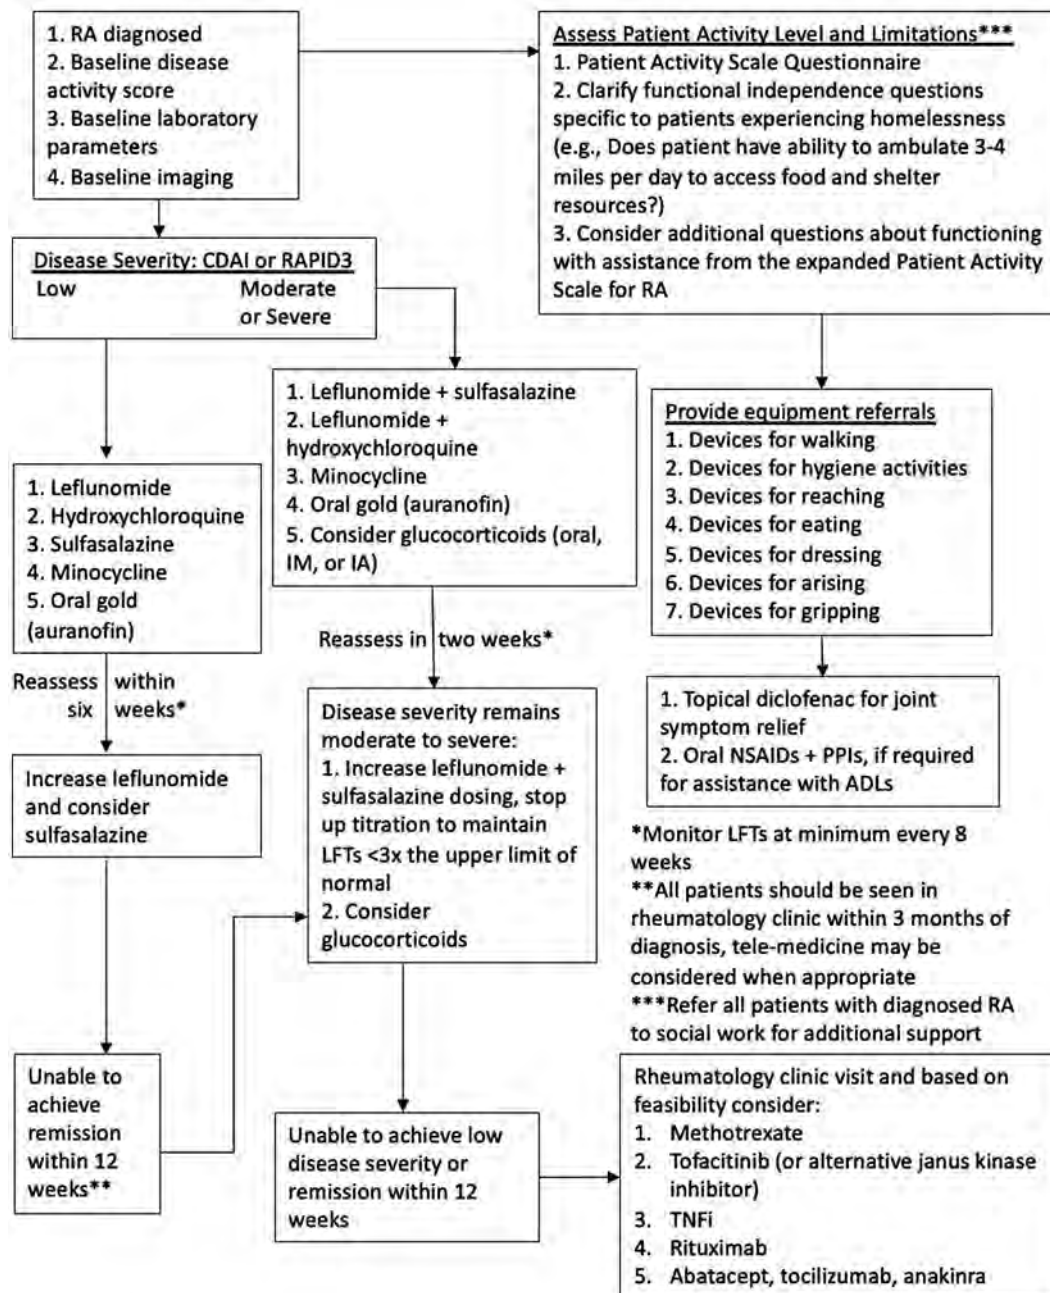 1. RA diagnosed
2. Baseline disease
activity score
3. Baseline laboratory
parameters
4. Baseline imaging
Assess Patient Activity Level and Limitations***
1. Patient Activity Scale Questionnaire
2. Clarify functional independence questions
specific to patients experiencing homelessness
(e.g., Does patient have ability to ambulate 3-4
miles per day to access food and shelter
resources?)
3. Consider additional questions about functioning
with assistance from the expanded Patient Activity
Scale for RA
Disease Severity: CDAI or RAPID3
Low Moderate
or Severe
1. Leflunomide
2. Hydroxychloroquine
3. Sulfasalazine
4. Minocycline
5. Oral gold
(auranofin)
1. Leflunomide + sulfasalazine
2. Leflunomide +
hydroxychloroquine
3. Minocycline
4. Oral gold (auranofin)
5. Consider glucocorticoids (oral,
IM, or IA)
Provide equipment referrals
1. Devices for walking
2. Devices for hygiene activities
3. Devices for reaching
4. Devices for eating
5. Devices for dressing
6. Devices for arising
7. Devices for gripping
Reassess within
six weeks*
Reassess in two weeks*
Increase leflunomide
and consider
sulfasalazine
Disease severity remains
moderate to severe:
1. Increase leflunomide +
sulfasalazine dosing, stop
up titration to maintain
LFTs <3x the upper limit of
normal
2. Consider
glucocorticoids
1. Topical diclofenac for joint
symptom relief
2. Oral NSAIDs + PPIs, if required
for assistance with ADLs
*Monitor LFTs at minimum every 8
weeks
**All patients should be seen in
rheumatology clinic within 3 months of
diagnosis, tele-medicine may be
considered when appropriate
***Refer all patients with diagnosed RA
to social work for additional support
Unable to
achieve
remission
within 12
weeks**
Unable to achieve low
disease severity or
remission within 12
weeks
Rheumatology clinic visit and based on
feasibility consider:
1. Methotrexate
2. Tofacitinib (or alternative janus kinase
inhibitor)
3. TNFi
4. Rituximab
5. Abatacept, tocilizumab, anakinra